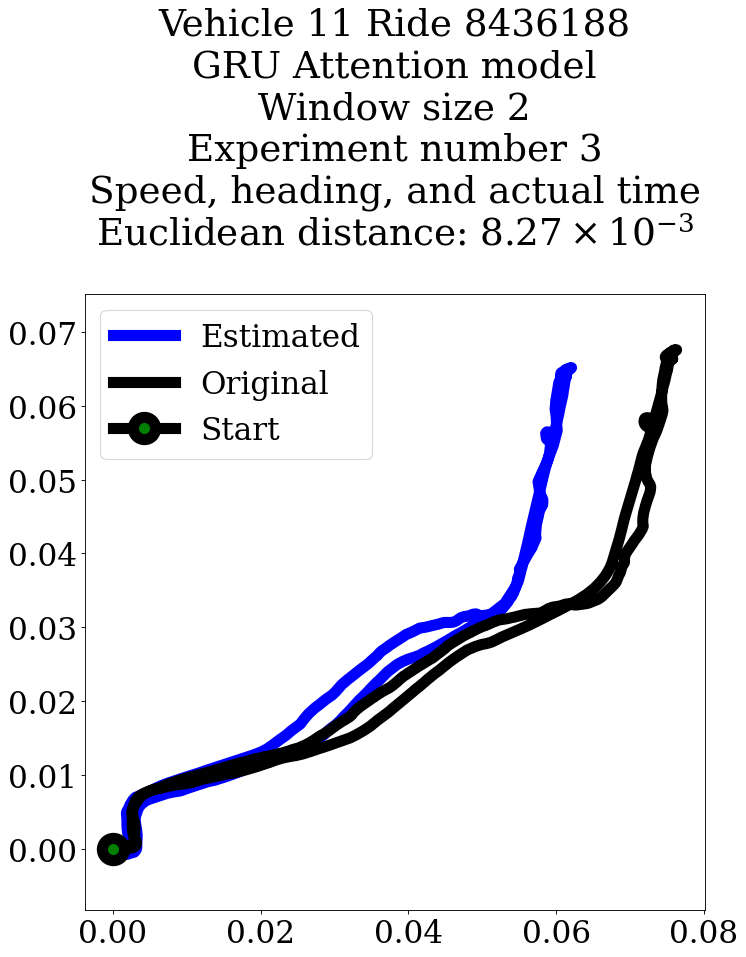 Vehicle 11 Ride 8436188
GRU Attention model
Window size 2
Experiment number 3
Speed, heading, and actual time
Euclidean distance: 8.27 × 10⁻³
Estimated
Original
Start
0.07
0.06
0.05
0.04
0.03
0.02
0.01
0.00
0.00 0.02 0.04 0.06 0.08